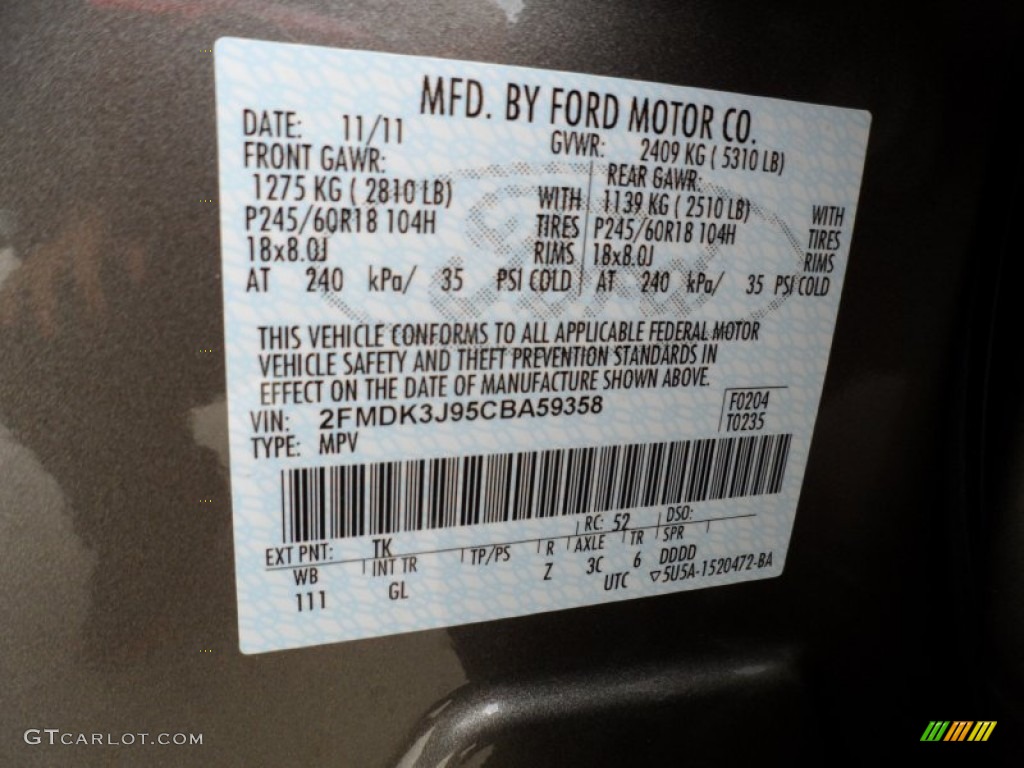 MFD. BY FORD MOTOR CO.
DATE: 11/11 GVWR: 2409 KG ( 5310 LB)
FRONT GAWR: REAR GAWR:
1275 KG ( 2810 LB) WITH 1139 KG ( 2510 LB) WITH
P245/60R18 104H TIRES P245/60R18 104H TIRES
18x8.0J RIMS 18x8.0J RIMS
AT 240 kPa/ 35 PSI COLD AT 240 kPa/ 35 PSI COLD
THIS VEHICLE CONFORMS TO ALL APPLICABLE FEDERAL MOTOR
VEHICLE SAFETY AND THEFT PREVENTION STANDARDS IN
EFFECT ON THE DATE OF MANUFACTURE SHOWN ABOVE.
VIN: 2FMDK3J95CBA59358 F0204
TYPE: MPV T0235
EXT PNT: TK RC: 52 DSO:
WB INT TR TP/PS R AXLE TR SPR
111 GL Z 3C 6 DDDD
UTC ▽5U5A-1520472-BA
GTCARLOT.COM